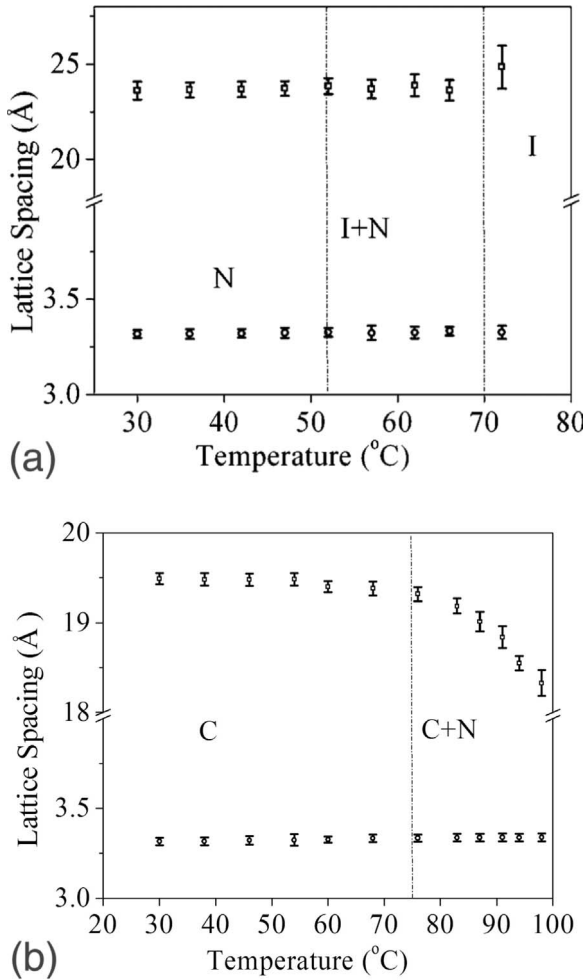 Lattice Spacing (Å)
25
20
3.5
3.0
N
I+N
I
30 40 50 60 70 80
Temperature (°C)
(a)
Lattice Spacing (Å)
20
19
18
3.5
3.0
C
C+N
20 30 40 50 60 70 80 90 100
Temperature (°C)
(b)